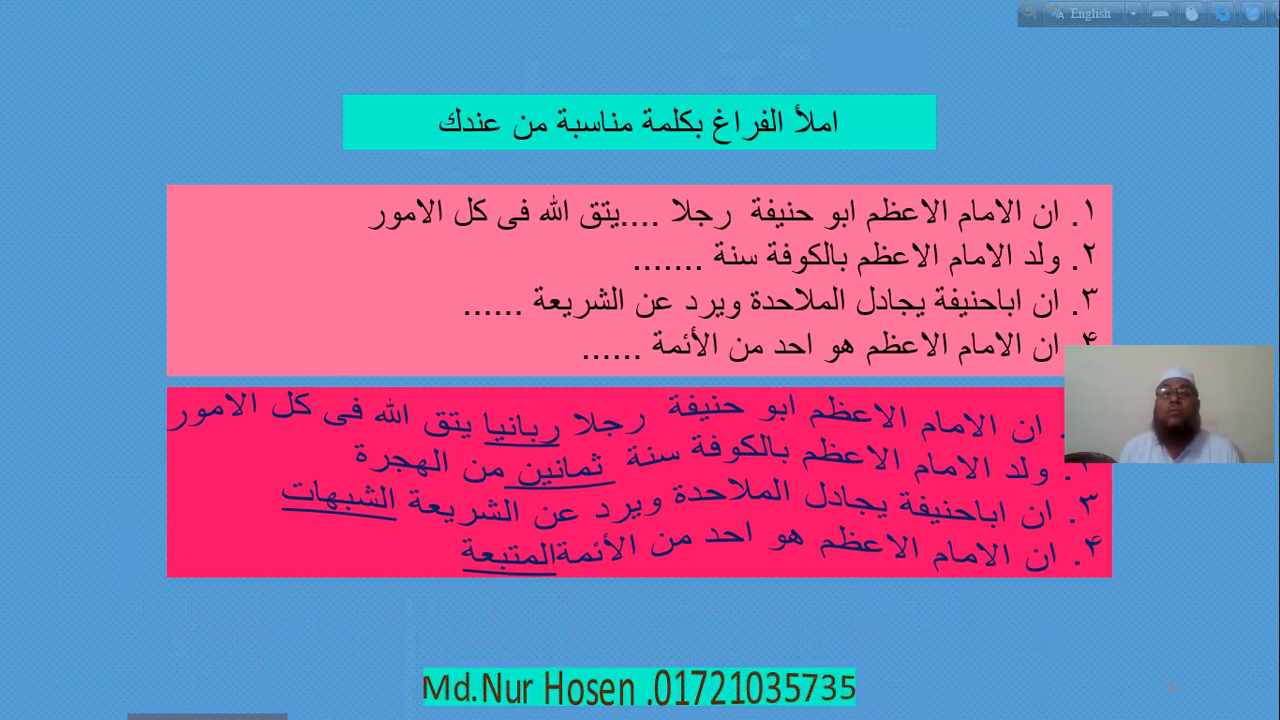 English
املأ الفراغ بكلمة مناسبة من عندك
١. ان الامام الاعظم ابو حنيفة رجلا ....يتق الله فى كل الامور
٢. ولد الامام الاعظم بالكوفة سنة .......
٣. ان اباحنيفة يجادل الملاحدة ويرد عن الشريعة ......
۴. ان الامام الاعظم هو احد من الأئمة ......
. ان الامام الاعظم ابو حنيفة رجلا ربانيا يتق الله فى كل الامور
٢. ولد الامام الاعظم بالكوفة سنة ثمانين من الهجرة
٣. ان اباحنيفة يجادل الملاحدة ويرد عن الشريعة الشبهات
۴. ان الامام الاعظم هو احد من الأئمةالمتبعة
Md.Nur Hosen .01721035735